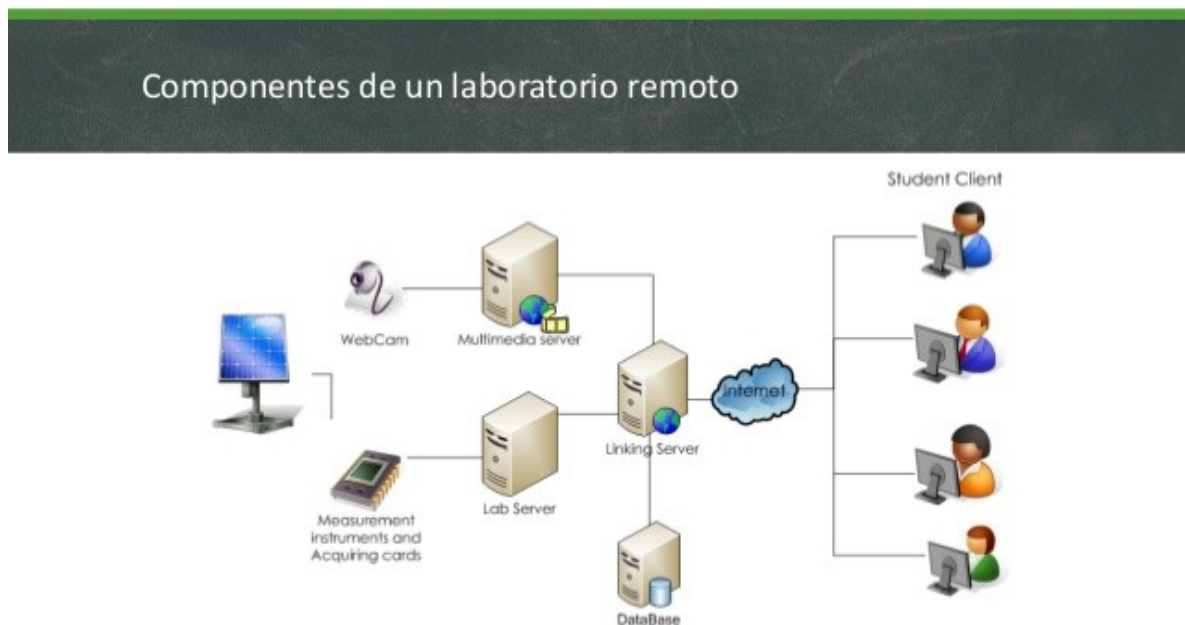 Componentes de un laboratorio remoto
Student Client
WebCam
Multimedia server
internet
Linking Server
Lab Server
Measurement
instruments and
Acquiring cards
DataBase